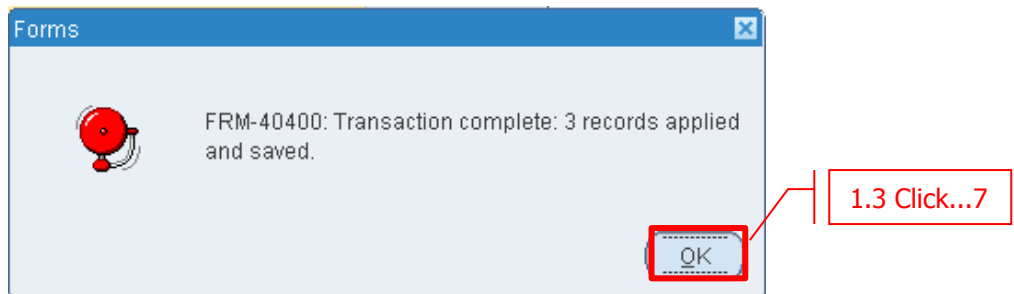 Forms
FRM-40400: Transaction complete: 3 records applied
and saved.
1.3 Click...7
OK